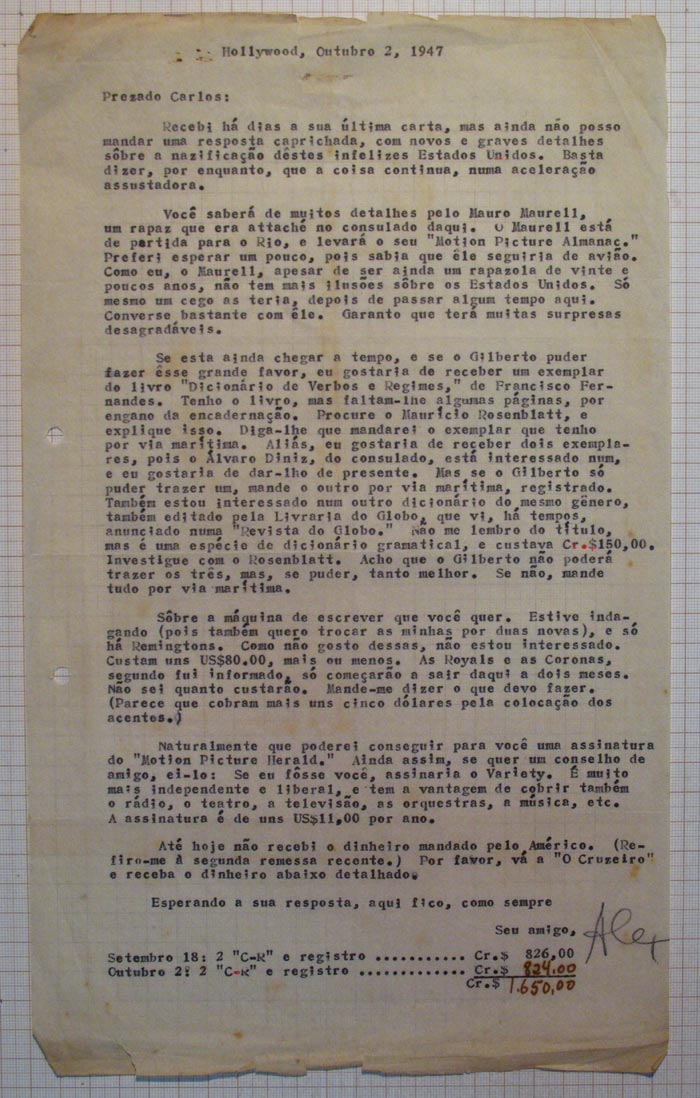 Hollywood, Outubro 2, 1947
Prezado Carlos:
Recebi há dias a sua última carta, mas ainda não posso
mandar uma resposta caprichada, com novos e graves detalhes
sôbre a nazificação dêstes infelizes Estados Unidos. Basta
dizer, por enquanto, que a coisa continua, numa aceleração
assustadora.
Você saberá de muitos detalhes pelo Mauro Maurell,
um rapaz que era attaché no consulado daqui. O Maurell está
de partida para o Rio, e levará o seu "Motion Picture Almanac."
Preferi esperar um pouco, pois sabia que êle seguiria de avião.
Como eu, o Maurell, apesar de ser ainda um rapazola de vinte e
poucos anos, não tem mais ilusões sôbre os Estados Unidos. Só
mesmo um cego as teria, depois de passar algum tempo aqui.
Converse bastante com êle. Garanto que terá muitas surpresas
desagradáveis.
Se esta ainda chegar a tempo, e se o Gilberto puder
fazer êsse grande favor, eu gostaria de receber um exemplar
do livro "Dicionário de Verbos e Regimes," de Francisco Fer-
nandes. Tenho o livro, mas faltam-lhe algumas páginas, por
engano da encadernação. Procure o Maurício Rosenblatt, e
explique isso. Diga-lhe que mandarei o exemplar que tenho
por via marítima. Aliás, eu gostaria de receber dois exempla-
res, pois o Álvaro Diniz, do consulado, está interessado num,
e eu gostaria de dar-lho de presente. Mas se o Gilberto só
puder trazer um, mande o outro por via marítima, registrado.
Também estou interessado num outro dicionário do mesmo gênero,
também editado pela Livraria do Globo, que vi, há tempos,
anunciado numa "Revista do Globo." Não me lembro do título,
mas é uma espécie de dicionário gramatical, e custava Cr.$150,00.
Investigue com o Rosenblatt. Acho que o Gilberto não poderá
trazer os três, mas, se puder, tanto melhor. Se não, mande
tudo por via marítima.
Sôbre a máquina de escrever que você quer. Estive inda-
gando (pois também quero trocar as minhas por duas novas), e só
há Remingtons. Como não gosto dessas, não estou interessado.
Custam uns US$80.00, mais ou menos. As Royals e as Coronas,
segundo fui informado, só começarão a sair daqui a dois meses.
Não sei quanto custarão. Mande-me dizer o que devo fazer.
(Parece que cobram mais uns cinco dólares pela colocação dos
acentos.)
Naturalmente que poderei conseguir para você uma assinatura
do "Motion Picture Herald." Ainda assim, se quer um conselho de
amigo, ei-lo: Se eu fôsse você, assinaria o Variety. É muito
mais independente e liberal, e tem a vantagem de cobrir também
o rádio, o teatro, a televisão, as orquestras, a música, etc.
A assinatura é de uns US$11,00 por ano.
Até hoje não recebi o dinheiro mandado pelo Américo. (Re-
firo-me à segunda remessa recente.) Por favor, vá a "O Cruzeiro"
e receba o dinheiro abaixo detalhado.
Esperando a sua resposta, aqui fico, como sempre
Seu amigo, Alex
Setembro 18: 2 "C-R" e registro ........... Cr.$ 826,00
Outubro 2: 2 "C-R" e registro ............. Cr.$ 824,00
Cr.$ 1.650,00